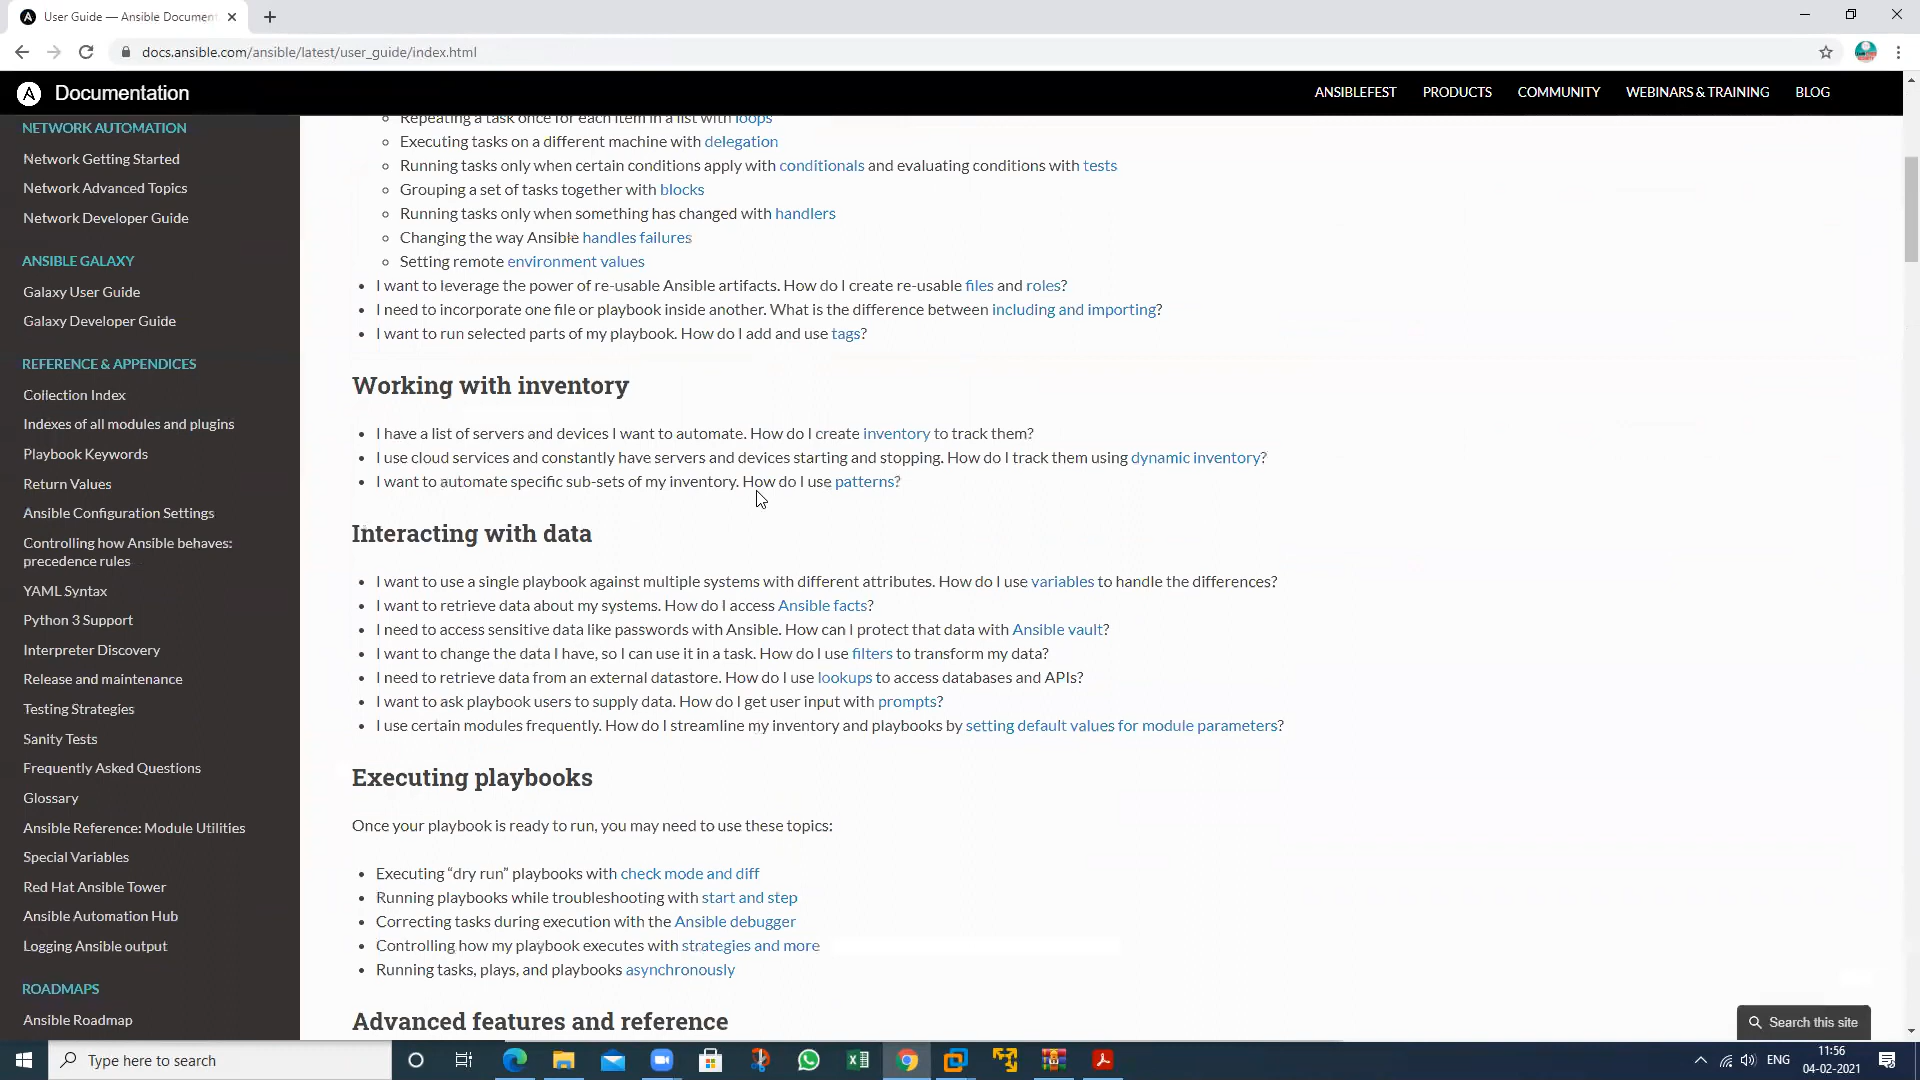 User Guide — Ansible Document
docs.ansible.com/ansible/latest/user_guide/index.html
Documentation
ANSIBLEFEST
PRODUCTS
COMMUNITY
WEBINARS & TRAINING
BLOG
NETWORK AUTOMATION
Network Getting Started
Network Advanced Topics
Network Developer Guide
ANSIBLE GALAXY
Galaxy User Guide
Galaxy Developer Guide
REFERENCE & APPENDICES
Collection Index
Indexes of all modules and plugins
Playbook Keywords
Return Values
Ansible Configuration Settings
Controlling how Ansible behaves:
precedence rules
YAML Syntax
Python 3 Support
Interpreter Discovery
Release and maintenance
Testing Strategies
Sanity Tests
Frequently Asked Questions
Glossary
Ansible Reference: Module Utilities
Special Variables
Red Hat Ansible Tower
Ansible Automation Hub
Logging Ansible output
ROADMAPS
Ansible Roadmap
Repeating a task once for each item in a list with loops
Executing tasks on a different machine with delegation
Running tasks only when certain conditions apply with conditionals and evaluating conditions with tests
Grouping a set of tasks together with blocks
Running tasks only when something has changed with handlers
Changing the way Ansible handles failures
Setting remote environment values
I want to leverage the power of re-usable Ansible artifacts. How do I create re-usable files and roles?
I need to incorporate one file or playbook inside another. What is the difference between including and importing?
I want to run selected parts of my playbook. How do I add and use tags?
Working with inventory
I have a list of servers and devices I want to automate. How do I create inventory to track them?
I use cloud services and constantly have servers and devices starting and stopping. How do I track them using dynamic inventory?
I want to automate specific sub-sets of my inventory. How do I use patterns?
Interacting with data
I want to use a single playbook against multiple systems with different attributes. How do I use variables to handle the differences?
I want to retrieve data about my systems. How do I access Ansible facts?
I need to access sensitive data like passwords with Ansible. How can I protect that data with Ansible vault?
I want to change the data I have, so I can use it in a task. How do I use filters to transform my data?
I need to retrieve data from an external datastore. How do I use lookups to access databases and APIs?
I want to ask playbook users to supply data. How do I get user input with prompts?
I use certain modules frequently. How do I streamline my inventory and playbooks by setting default values for module parameters?
Executing playbooks
Once your playbook is ready to run, you may need to use these topics:
Executing “dry run” playbooks with check mode and diff
Running playbooks while troubleshooting with start and step
Correcting tasks during execution with the Ansible debugger
Controlling how my playbook executes with strategies and more
Running tasks, plays, and playbooks asynchronously
Advanced features and reference
Search this site
Type here to search
ENG
11:56
04-02-2021